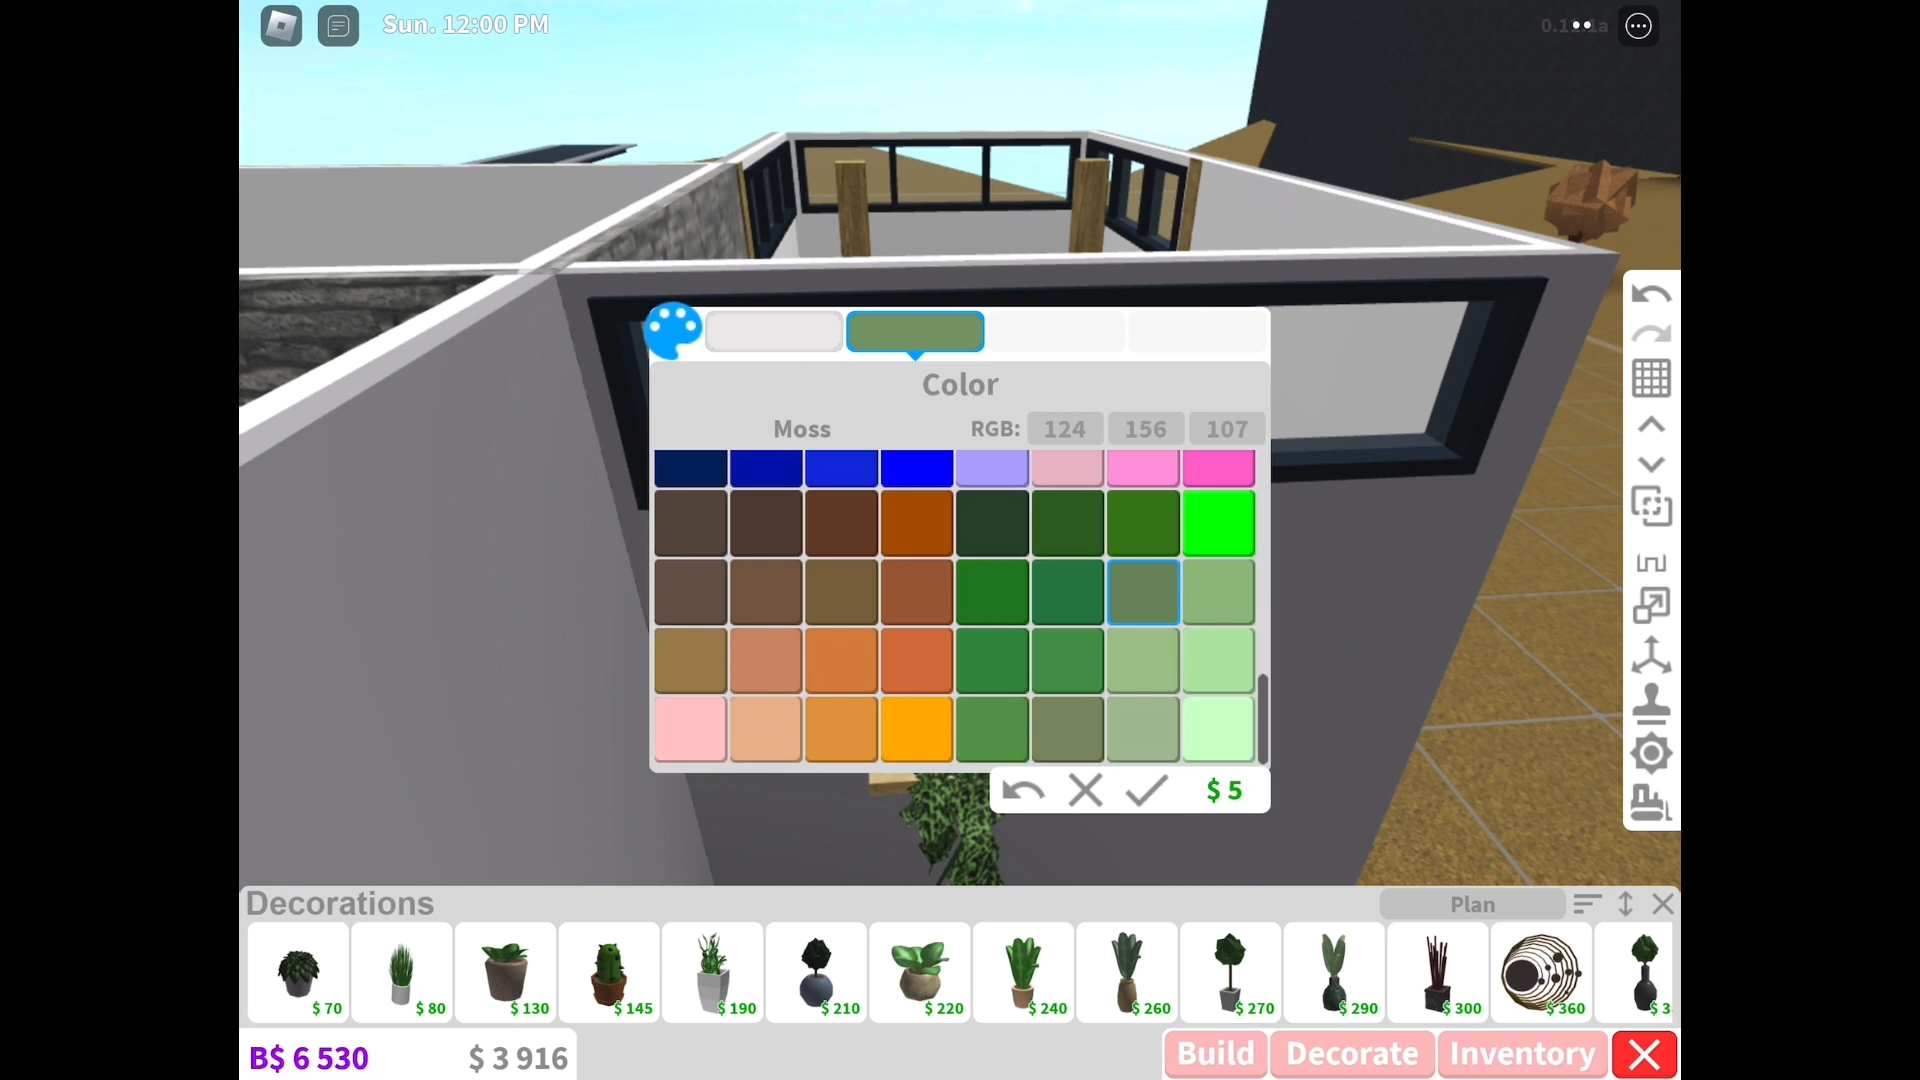 Sun. 12:00 PM
Color
Moss RGB: 124 156 107
$ 5
Decorations Plan
$ 70 $ 80 $ 130 $ 145 $ 190 $ 210 $ 220 $ 240 $ 260 $ 270 $ 290 $ 300 $ 360
B$ 6 530 $ 3 916 Build Decorate Inventory